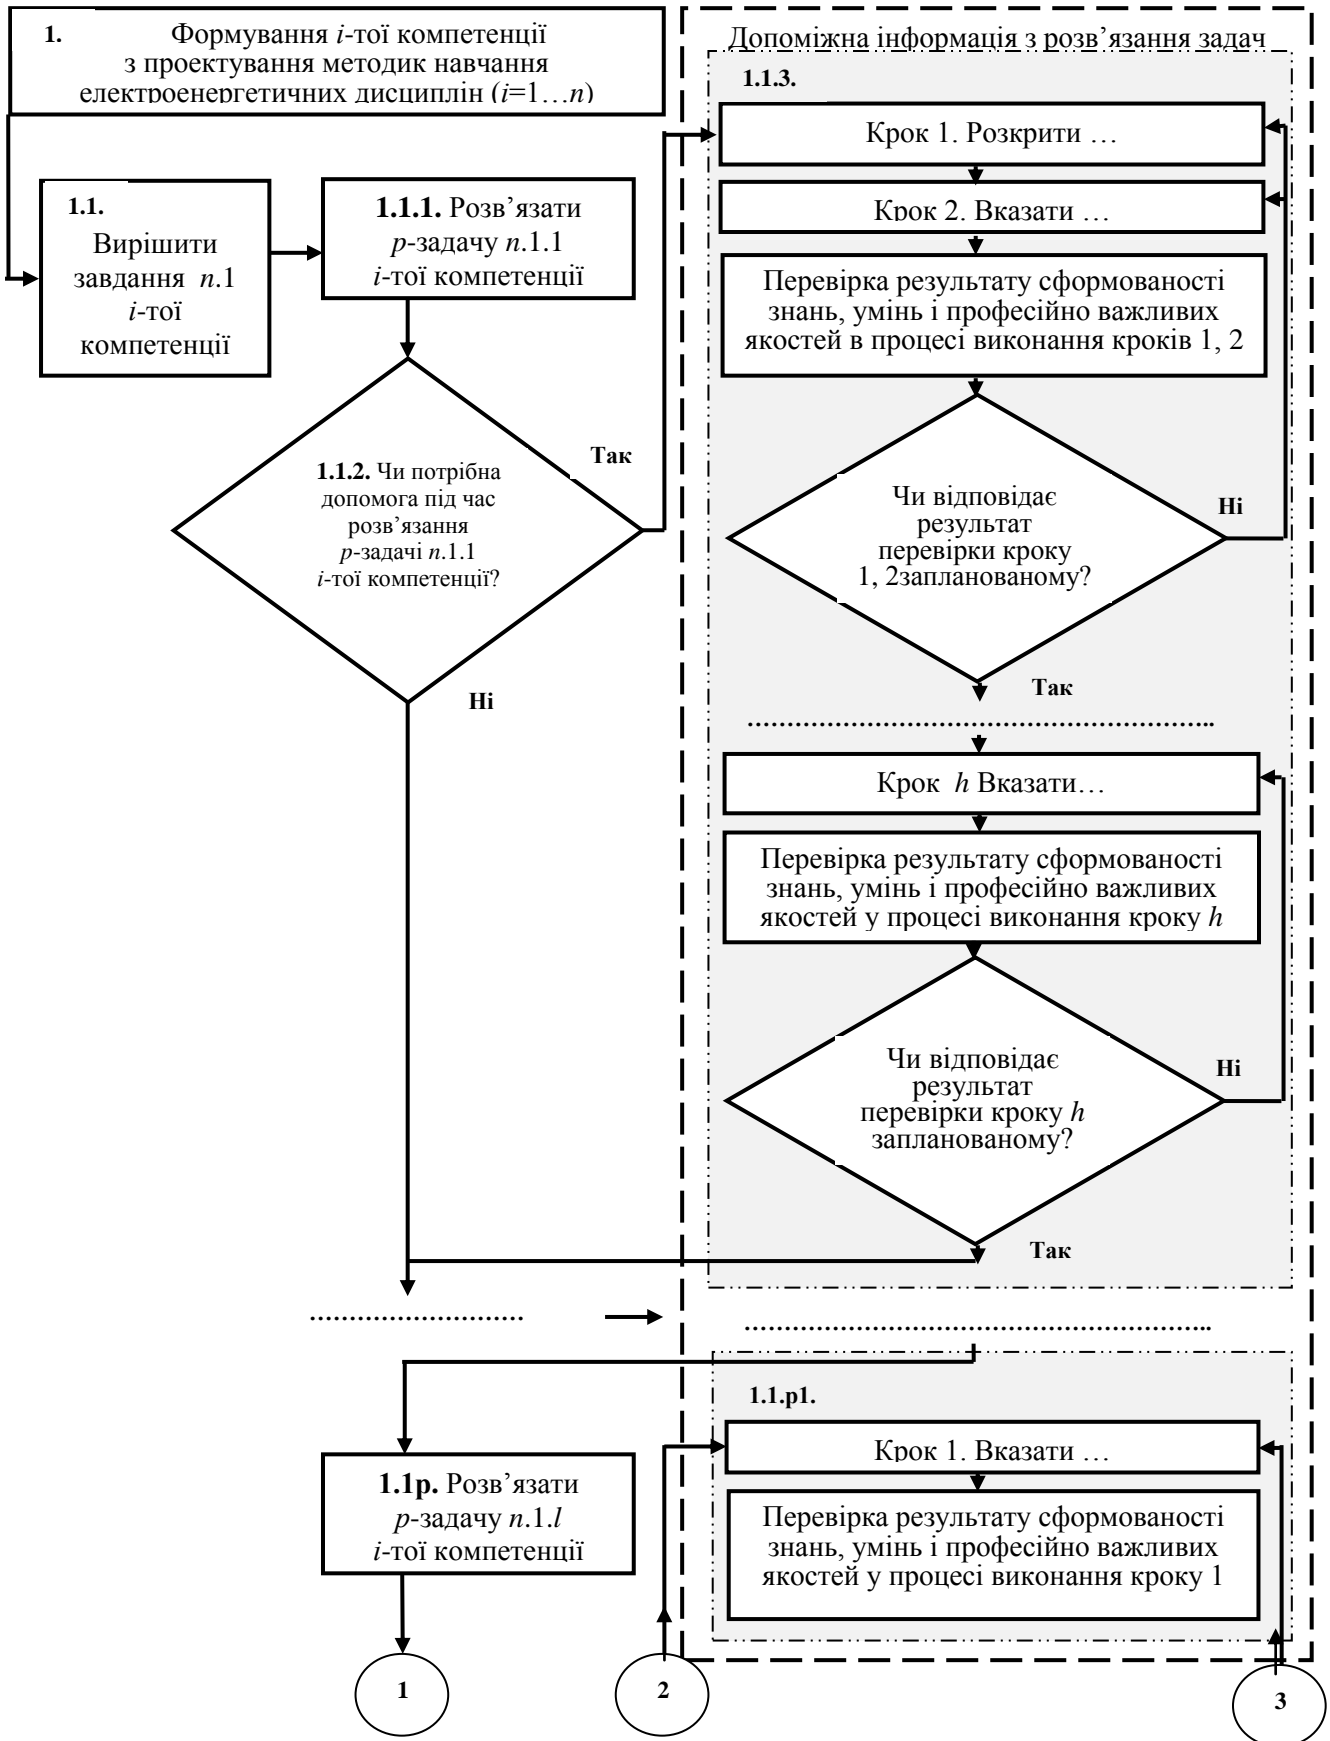 1. Формування i-тої компетенції
з проектування методик навчання
електроенергетичних дисциплін (i=1…n)
1.1.
Вирішити
завдання n.1
i-тої
компетенції
1.1.1. Розв’язати
p-задачу n.1.1
i-тої компетенції
1.1.2. Чи потрібна
допомога під час
розв’язання
p-задачі n.1.1
i-тої компетенції?
Так
Ні
Допоміжна інформація з розв’язання задач
1.1.3.
Крок 1. Розкрити …
Крок 2. Вказати …
Перевірка результату сформованості
знань, умінь і професійно важливих
якостей в процесі виконання кроків 1, 2
Чи відповідає
результат
перевірки кроку
1, 2запланованому?
Ні
Так
…………………………………………………..
Крок h Вказати…
Перевірка результату сформованості
знань, умінь і професійно важливих
якостей у процесі виконання кроку h
Чи відповідає
результат
перевірки кроку h
запланованому?
Ні
Так
………………………
…………………………………………………..
1.1.p1.
Крок 1. Вказати …
Перевірка результату сформованості
знань, умінь і професійно важливих
якостей у процесі виконання кроку 1
1.1p. Розв’язати
p-задачу n.1.l
i-тої компетенції
1
2
3